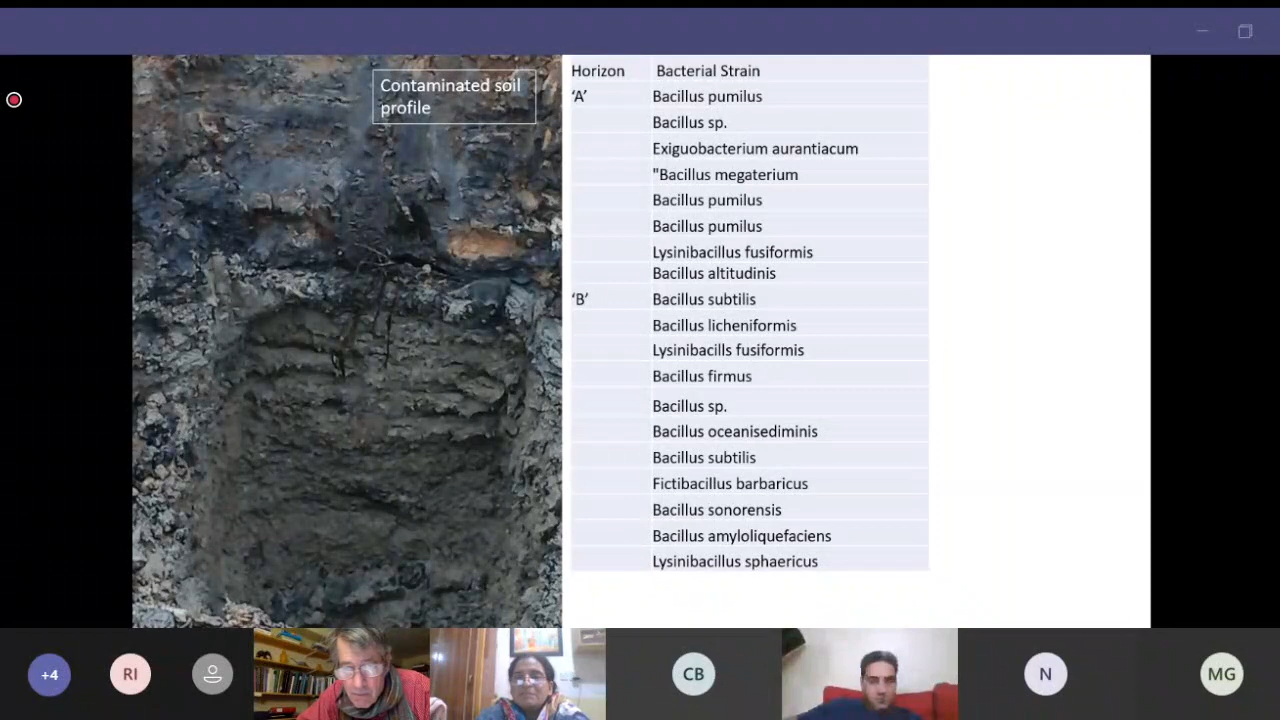 Contaminated soil
profile
Horizon Bacterial Strain
‘A’ Bacillus pumilus
Bacillus sp.
Exiguobacterium aurantiacum
"Bacillus megaterium
Bacillus pumilus
Bacillus pumilus
Lysinibacillus fusiformis
Bacillus altitudinis
‘B’ Bacillus subtilis
Bacillus licheniformis
Lysinibacills fusiformis
Bacillus firmus
Bacillus sp.
Bacillus oceanisediminis
Bacillus subtilis
Fictibacillus barbaricus
Bacillus sonorensis
Bacillus amyloliquefaciens
Lysinibacillus sphaericus
+4 RI CB N MG